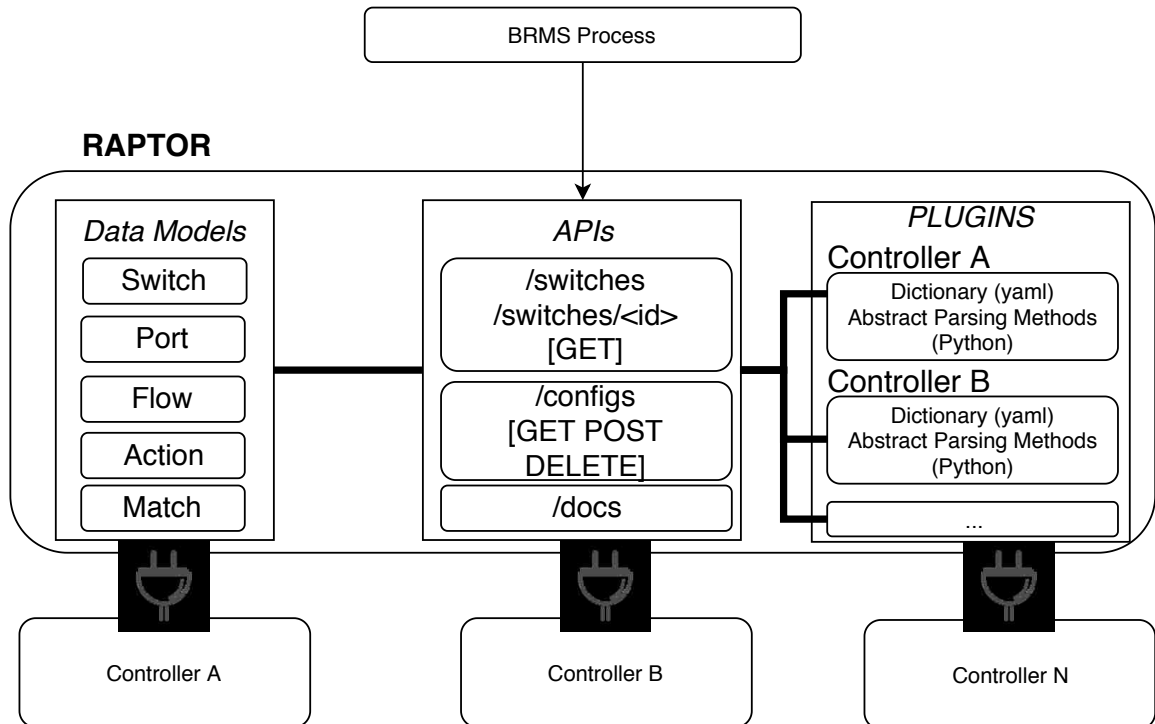 BRMS Process
RAPTOR
Data Models
Switch
Port
Flow
Action
Match
APIs
/switches
/switches/<id>
[GET]
/configs
[GET POST
DELETE]
/docs
PLUGINS
Controller A
Dictionary (yaml)
Abstract Parsing Methods
(Python)
Controller B
Dictionary (yaml)
Abstract Parsing Methods
(Python)
...
Controller A
Controller B
Controller N